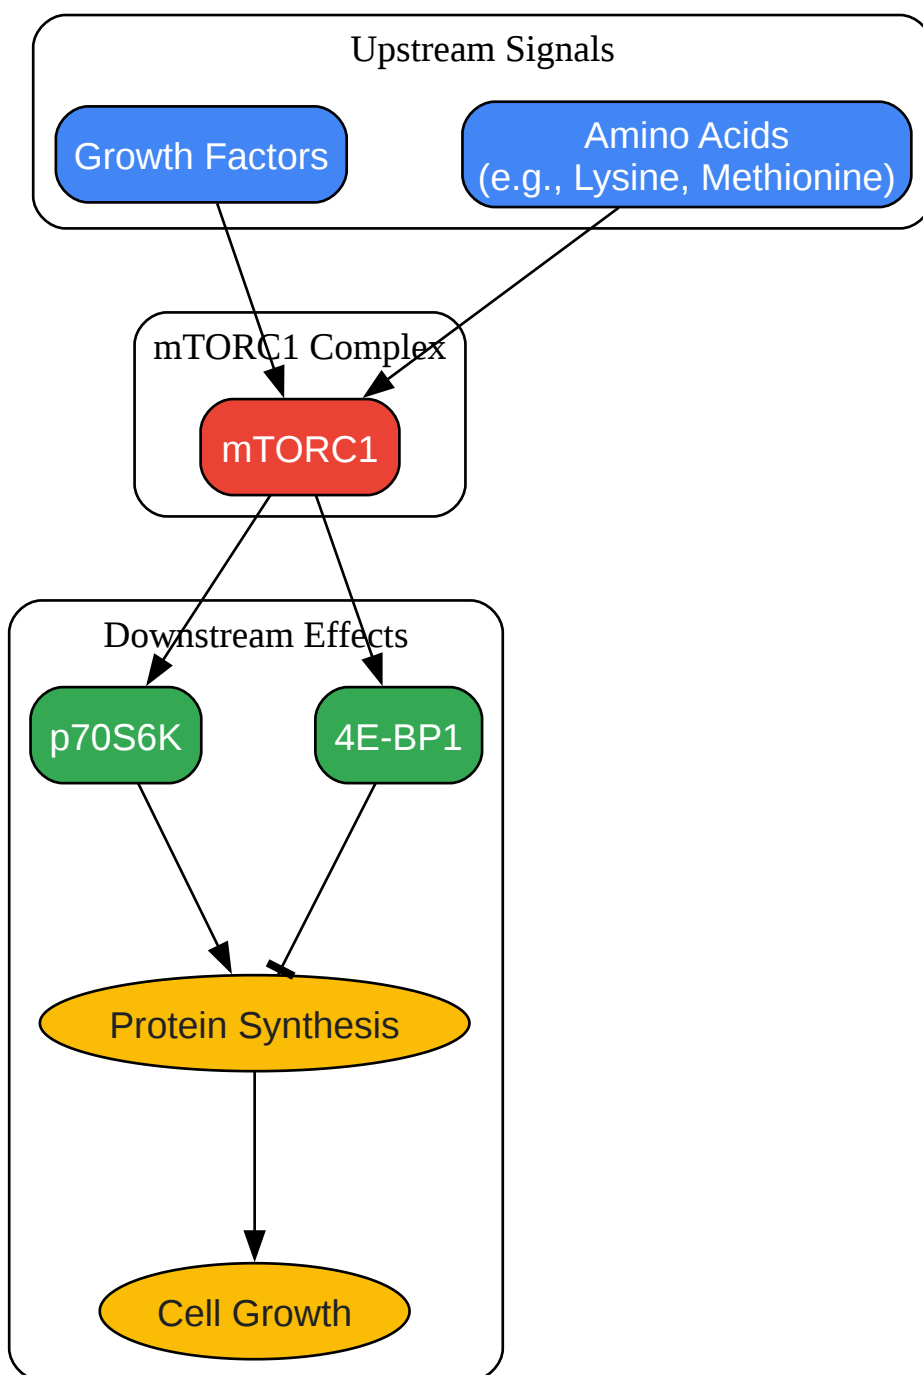 Upstream Signals
Growth Factors
Amino Acids
(e.g., Lysine, Methionine)
mTORC1 Complex
mTORC1
Downstream Effects
p70S6K
4E-BP1
Protein Synthesis
Cell Growth